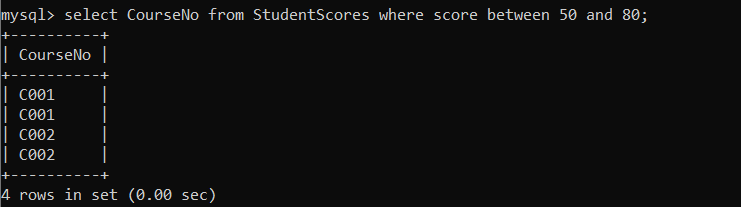 mysql> select CourseNo from StudentScores where score between 50 and 80;
+----------+
| CourseNo |
+----------+
| C001     |
| C001     |
| C002     |
| C002     |
+----------+
4 rows in set (0.00 sec)